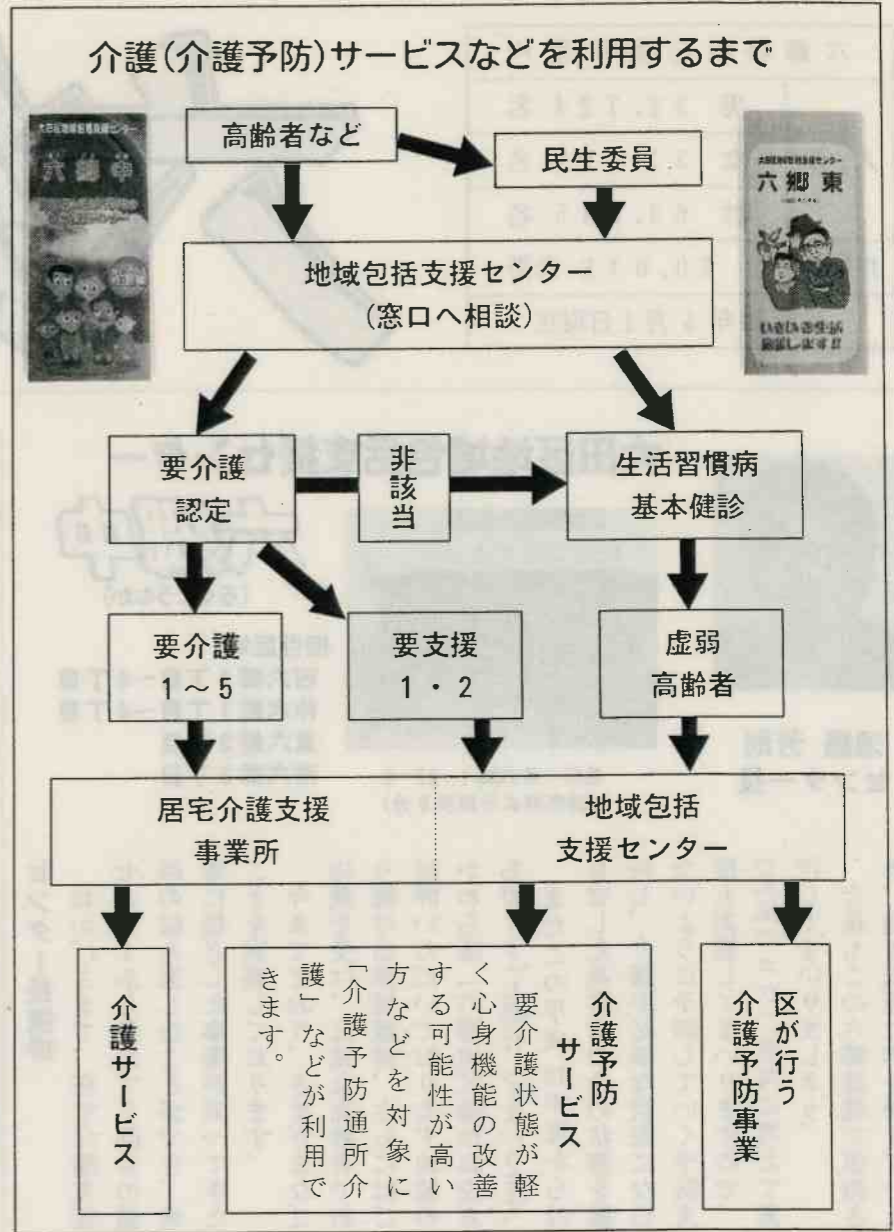 介護(介護予防)サービスなどを利用するまで
高齢者など
民生委員
六郷中
六郷東
地域包括支援センター
(窓口へ相談)
要介護
認定
非該当
生活習慣病
基本健診
要介護
1～5
要支援
1・2
虚弱
高齢者
居宅介護支援
事業所
地域包括
支援センター
介護サービス
介護予防
サービス
要介護状態が軽
く心身機能の改善
する可能性が高い
方などを対象に
「介護予防通所介
護」などが利用で
きます。
区が行う
介護予防事業